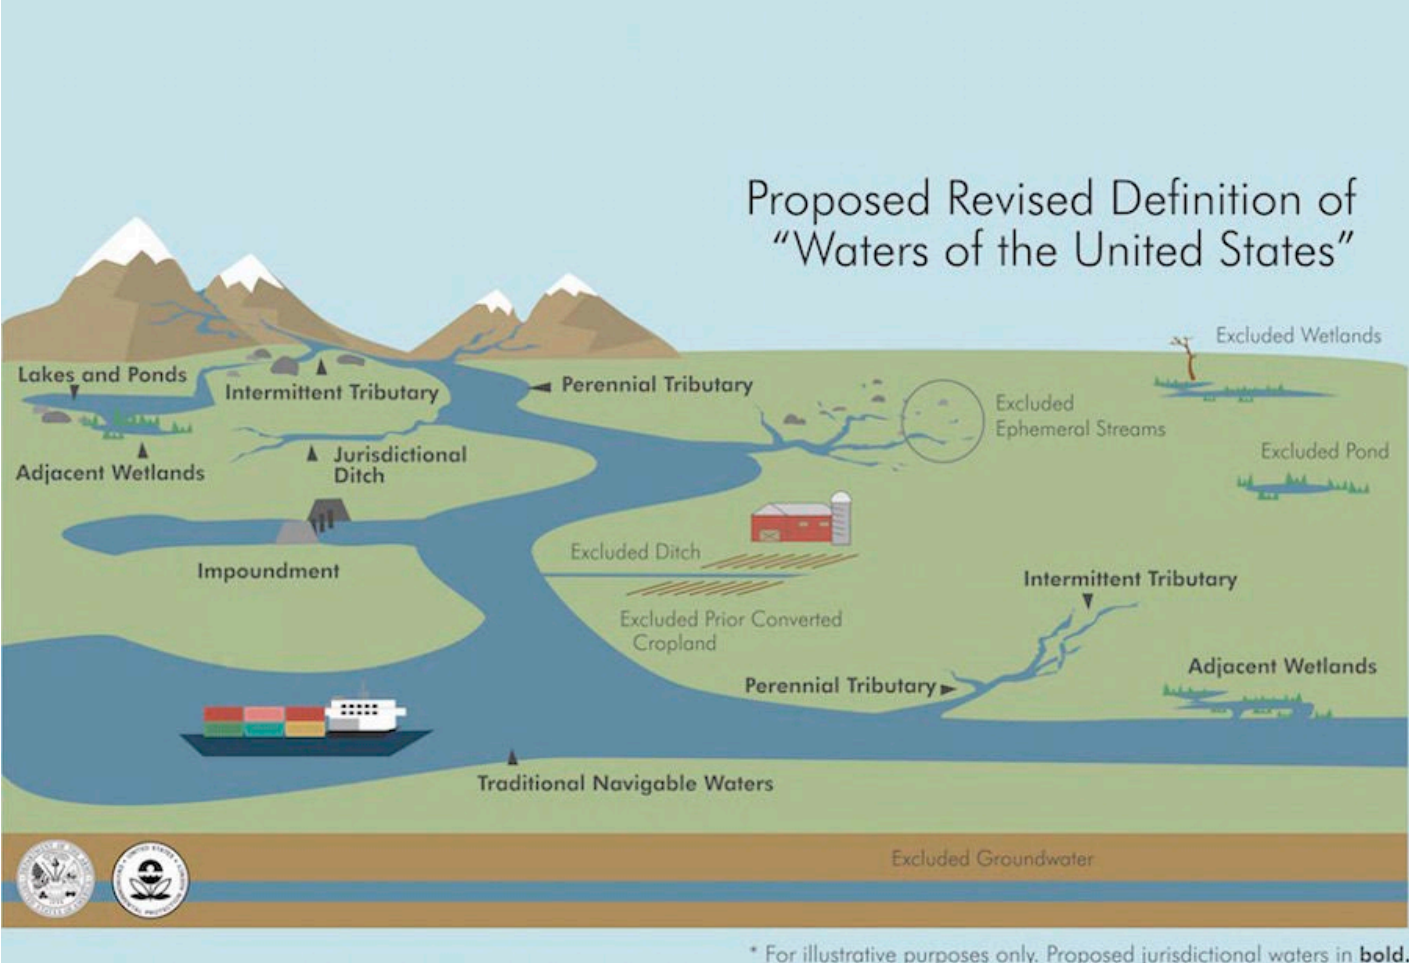 Proposed Revised Definition of
“Waters of the United States”
Excluded Wetlands
Lakes and Ponds
Intermittent Tributary
Perennial Tributary
Excluded
Ephemeral Streams
Adjacent Wetlands
Jurisdictional
Ditch
Excluded Pond
Impoundment
Excluded Ditch
Excluded Prior Converted
Cropland
Intermittent Tributary
Perennial Tributary
Adjacent Wetlands
Traditional Navigable Waters
Excluded Groundwater
* For illustrative purposes only. Proposed jurisdictional waters in bold.